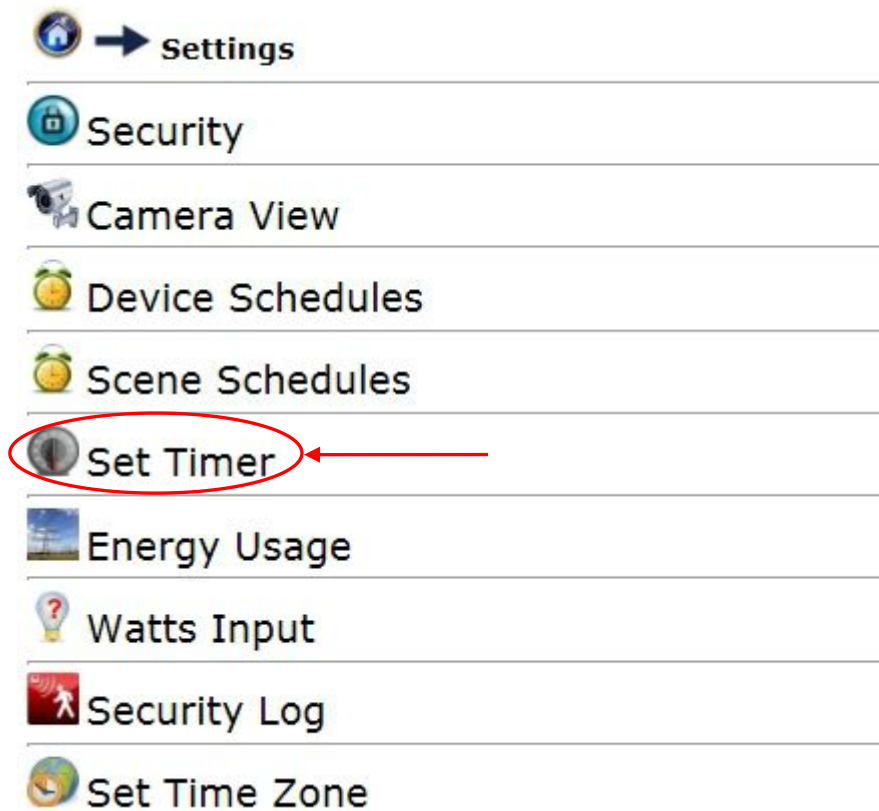 Settings
Security
Camera View
Device Schedules
Scene Schedules
Set Timer
Energy Usage
Watts Input
Security Log
Set Time Zone